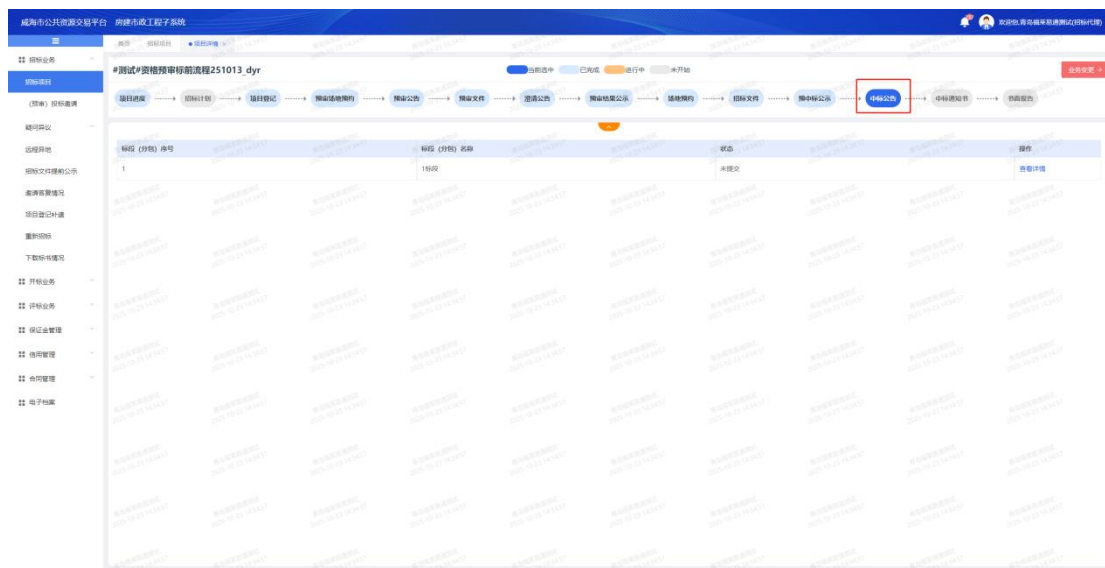 威海市公共资源交易平台 房建市政工程子系统
欢迎您,青岛福莱易通测试(招标代理)
首页 招标项目 项目详情 ×
招标业务
招标项目
(预审) 投标邀请
疑问异议
远程异地
招标文件提前公示
邀请答复情况
项目登记补遗
重新招标
下载标书情况
开标业务
评标业务
保证金管理
信用管理
合同管理
电子档案
#测试#资格预审标前流程251013_dyr
当前选中 已完成 进行中 未开始
业务变更
项目进度 招标计划 项目登记 预审场地预约 预审公告 预审文件 澄清公告 预审结果公示 场地预约 招标文件 预中标公示 中标公告 中标通知书 书面报告
标段 (分包) 序号 标段 (分包) 名称 状态 操作
1 1标段 未提交 查看详情